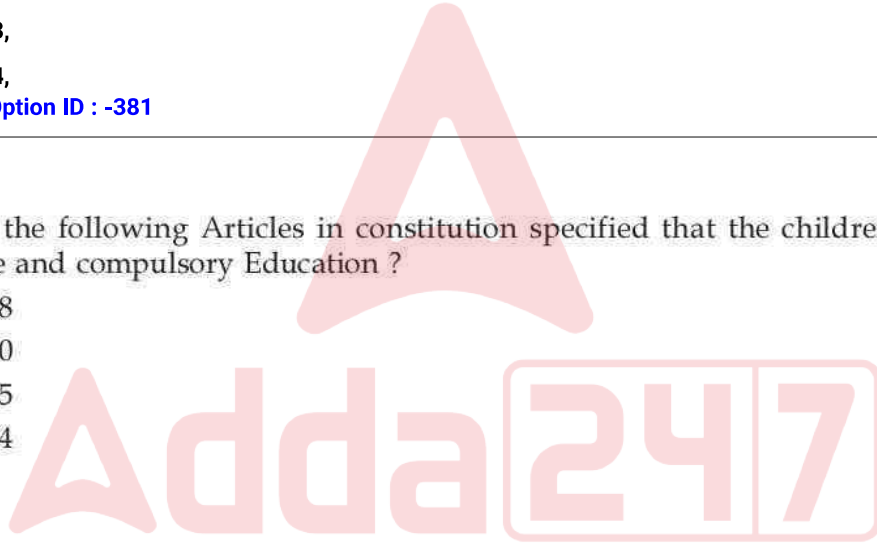 3,
4,
Option ID : -381
the following Articles in constitution specified that the childre
e and compulsory Education ?
8
0
5
4
Adda247